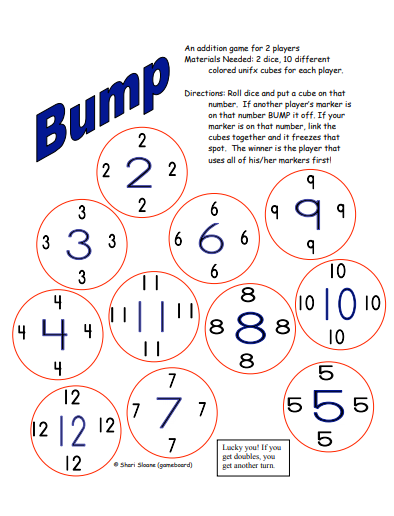 Bump
An addition game for 2 players
Materials Needed: 2 dice, 10 different
colored unifx cubes for each player.
Directions: Roll dice and put a cube on that
number. If another player's marker is
on that number BUMP it off. If your
marker is on that number, link the
cubes together and it freezes that
spot. The winner is the player that
uses all of his/her markers first!
2
2 2 2
2
9
9 9 9
9
3
3 3 3
3
6
6 6 6
6
10
10 10 10
10
11
11 11 11
11
8
8 8 8
8
4
4 4 4
4
5
5 5 5
5
7
7 7 7
7
12
12 12 12
12
Lucky you! If you
get doubles, you
get another turn.
© Shari Sloane (gameboard)